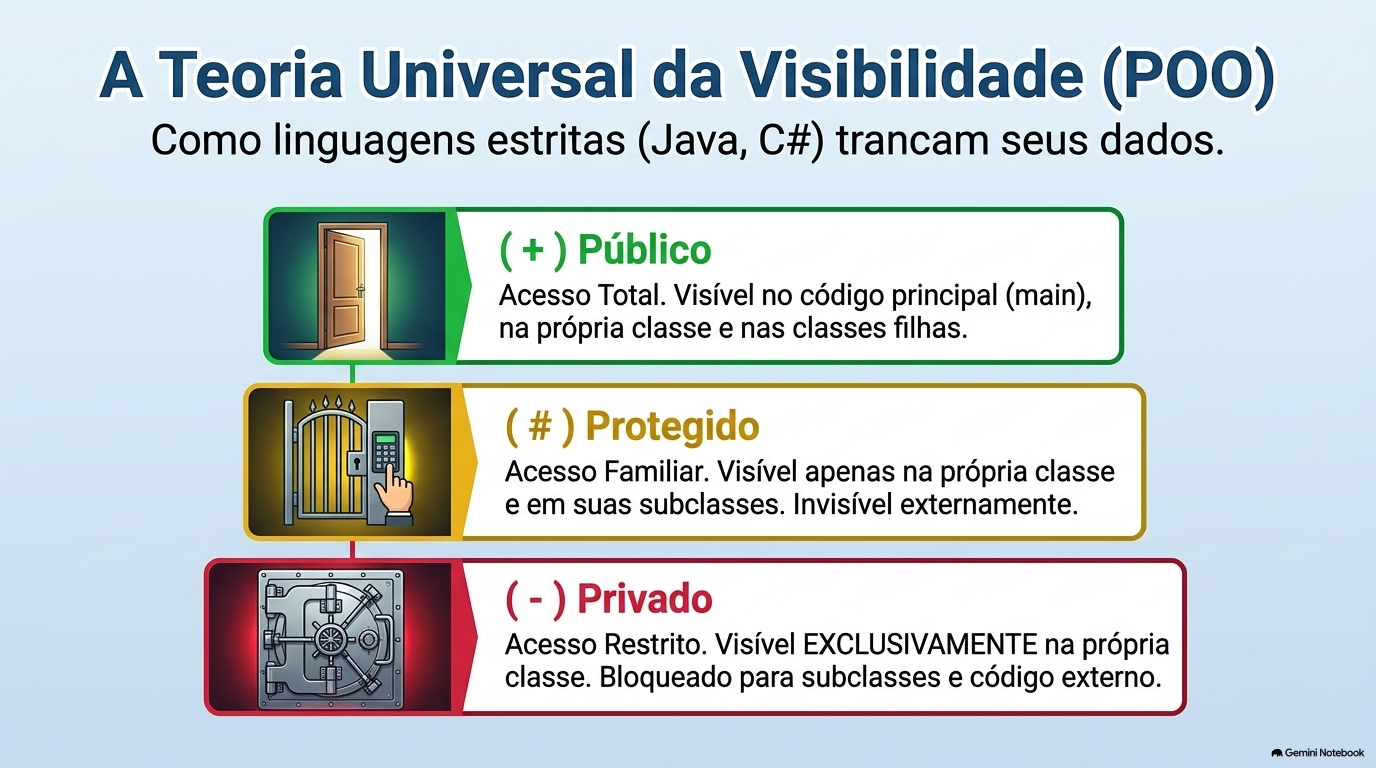 A Teoria Universal da Visibilidade (POO)
Como linguagens estritas (Java, C#) trancam seus dados.
( + ) Público
Acesso Total. Visível no código principal (main),
na própria classe e nas classes filhas.
( # ) Protegido
Acesso Familiar. Visível apenas na própria classe
e em suas subclasses. Invisível externamente.
( - ) Privado
Acesso Restrito. Visível EXCLUSIVAMENTE na própria
classe. Bloqueado para subclasses e código externo.
Gemini Notebook